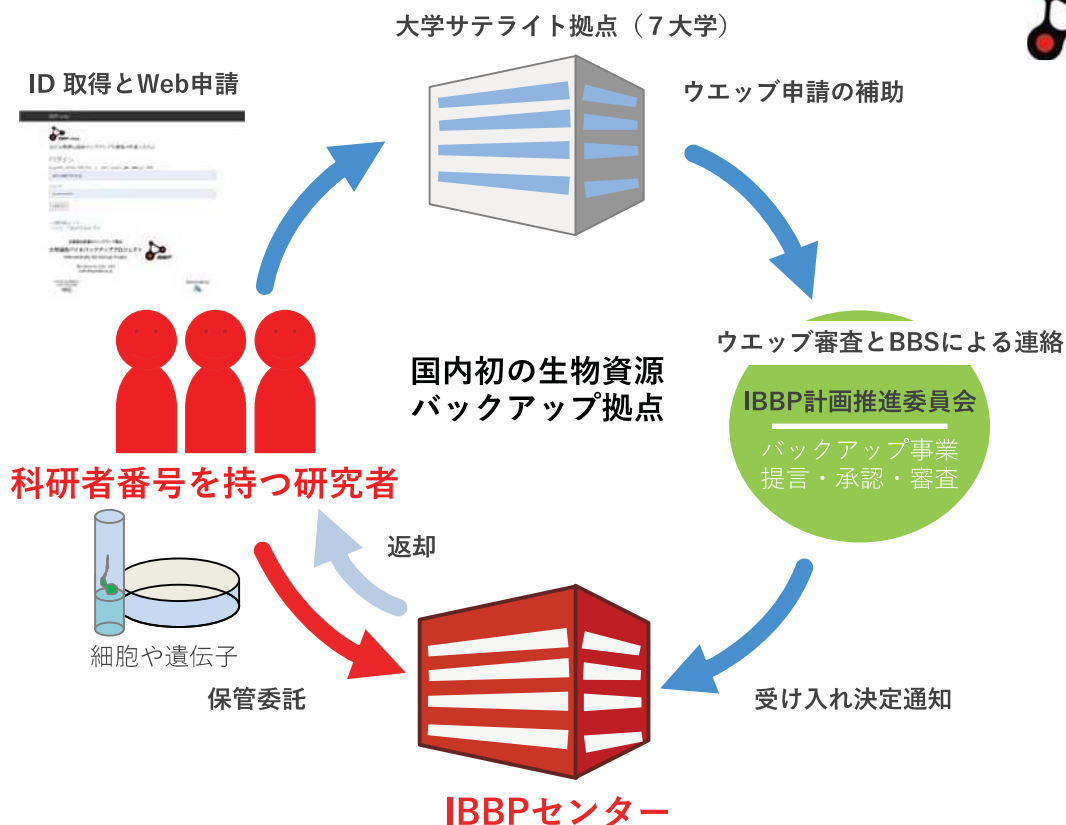 大学サテライト拠点（７大学）
ID 取得とWeb申請
ウエッブ申請の補助
ウエッブ審査とBBSによる連絡
IBBP計画推進委員会
バックアップ事業
提言・承認・審査
国内初の生物資源
バックアップ拠点
科研者番号を持つ研究者
返却
細胞や遺伝子
保管委託
受け入れ決定通知
IBBPセンター